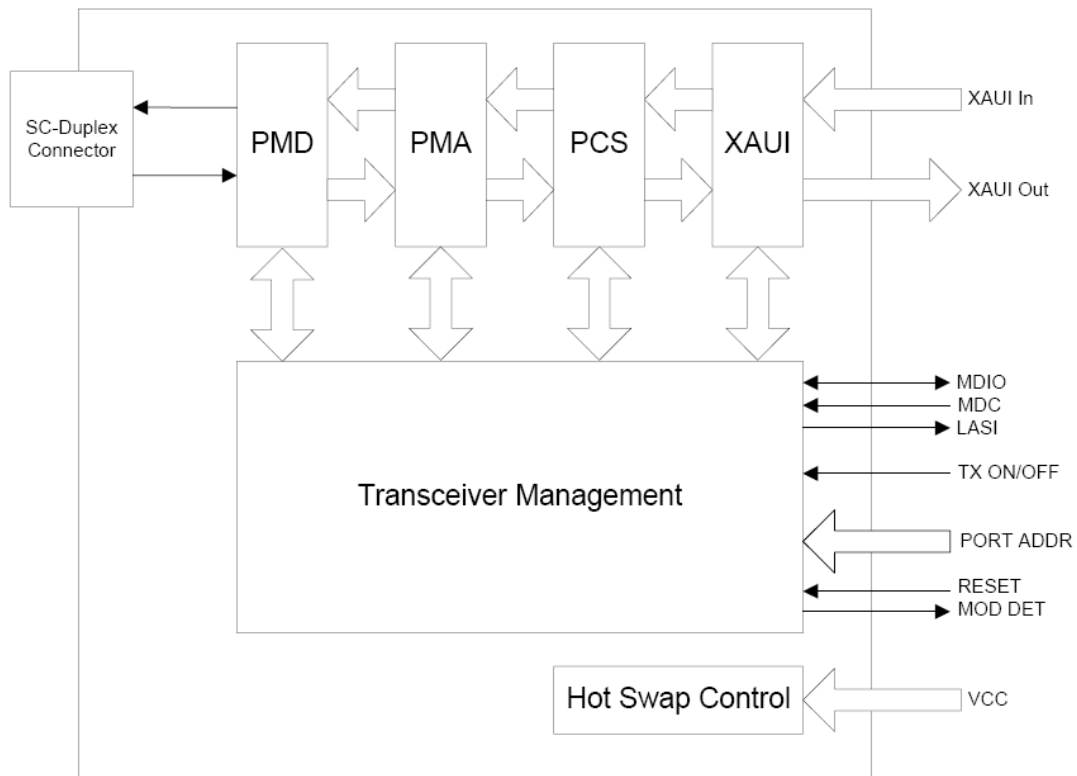 SC-Duplex
Connector
PMD
PMA
PCS
XAUI
XAUI In
XAUI Out
Transceiver Management
MDIO
MDC
LASI
TX ON/OFF
PORT ADDR
RESET
MOD DET
Hot Swap Control
VCC